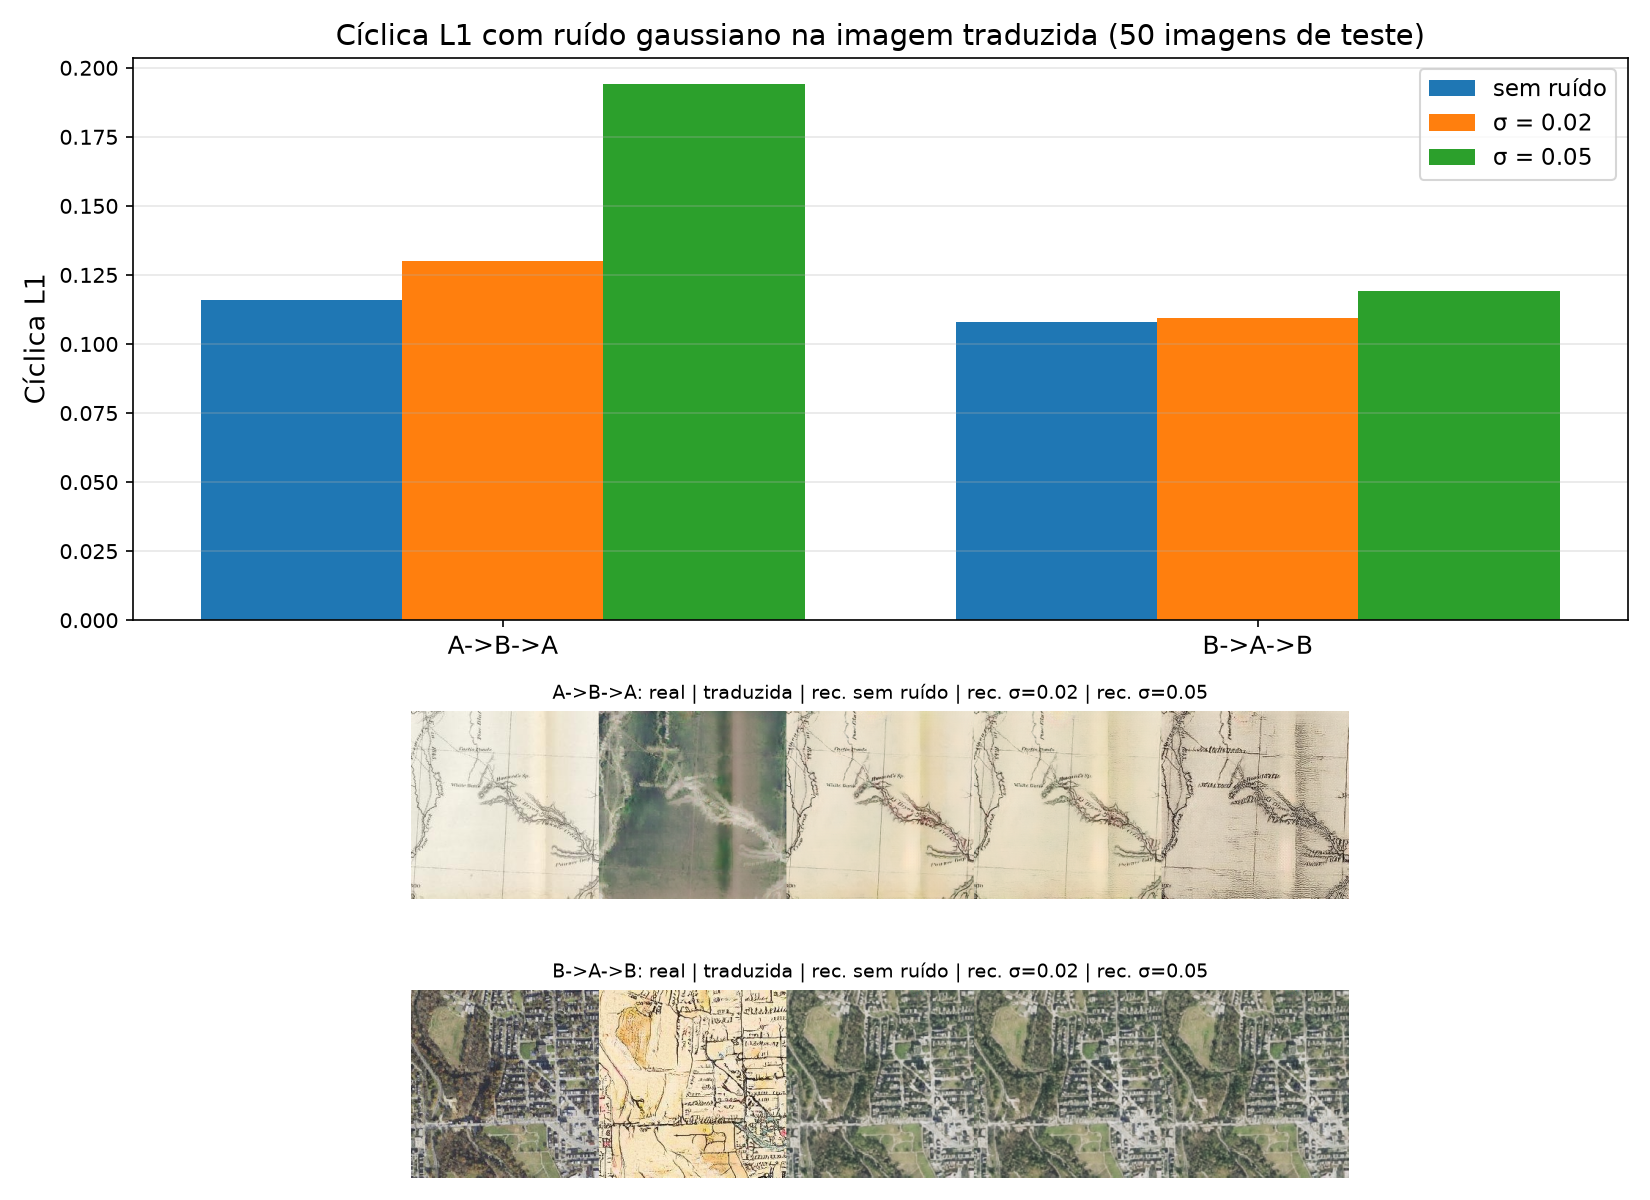 Cíclica L1 com ruído gaussiano na imagem traduzida (50 imagens de teste)
sem ruído
σ = 0.02
σ = 0.05
Cíclica L1
0.200
0.175
0.150
0.125
0.100
0.075
0.050
0.025
0.000
A->B->A
B->A->B
A->B->A: real | traduzida | rec. sem ruído | rec. σ=0.02 | rec. σ=0.05
B->A->B: real | traduzida | rec. sem ruído | rec. σ=0.02 | rec. σ=0.05